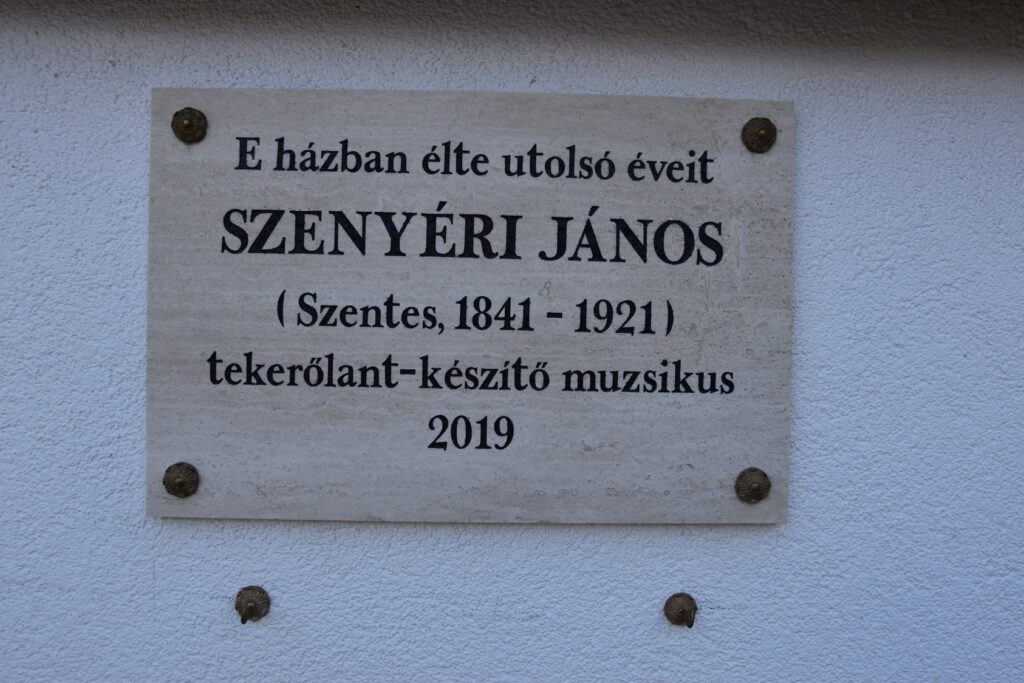 E házban élte utolsó éveit
SZENYÉRI JÁNOS
(Szentes, 1841 - 1921)
tekerőlant-készítő muzsikus
2019